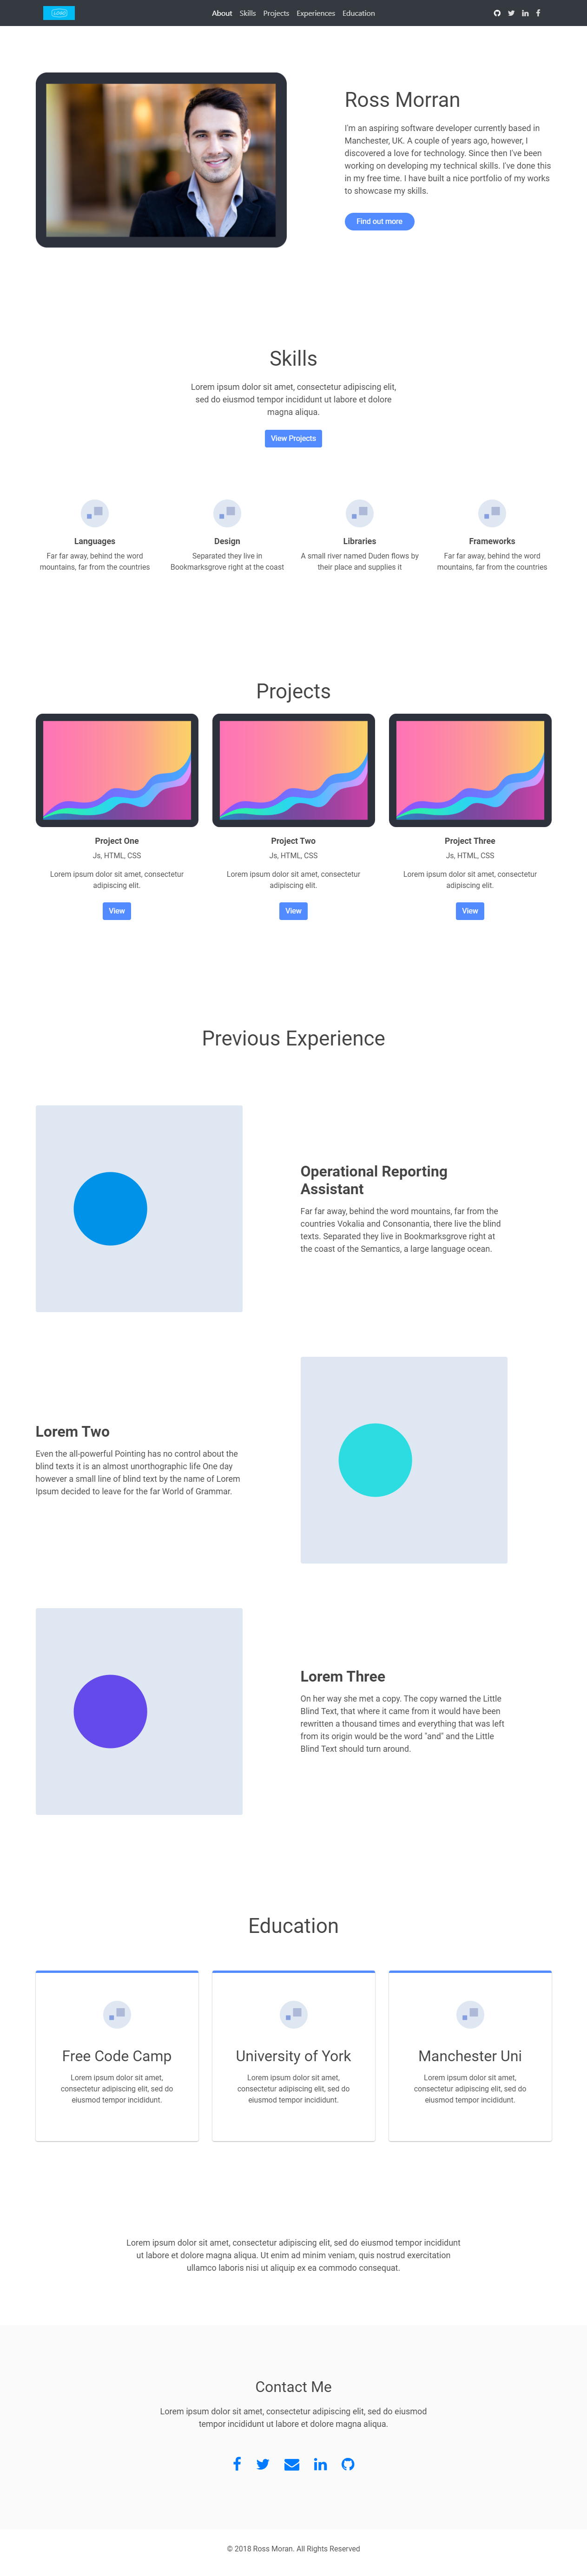 LOGO
About Skills Projects Experiences Education
Ross Morran
I'm an aspiring software developer currently based in
Manchester, UK. A couple of years ago, however, I
discovered a love for technology. Since then I've been
working on developing my technical skills. I've done this
in my free time. I have built a nice portfolio of my works
to showcase my skills.
Find out more
Skills
Lorem ipsum dolor sit amet, consectetur adipiscing elit,
sed do eiusmod tempor incididunt ut labore et dolore
magna aliqua.
View Projects
Languages
Far far away, behind the word
mountains, far from the countries
Design
Separated they live in
Bookmarksgrove right at the coast
Libraries
A small river named Duden flows by
their place and supplies it
Frameworks
Far far away, behind the word
mountains, far from the countries
Projects
Project One
Js, HTML, CSS
Lorem ipsum dolor sit amet, consectetur
adipiscing elit.
View
Project Two
Js, HTML, CSS
Lorem ipsum dolor sit amet, consectetur
adipiscing elit.
View
Project Three
Js, HTML, CSS
Lorem ipsum dolor sit amet, consectetur
adipiscing elit.
View
Previous Experience
Operational Reporting
Assistant
Far far away, behind the word mountains, far from the
countries Vokalia and Consonantia, there live the blind
texts. Separated they live in Bookmarksgrove right at
the coast of the Semantics, a large language ocean.
Lorem Two
Even the all-powerful Pointing has no control about the
blind texts it is an almost unorthographic life One day
however a small line of blind text by the name of Lorem
Ipsum decided to leave for the far World of Grammar.
Lorem Three
On her way she met a copy. The copy warned the Little
Blind Text, that where it came from it would have been
rewritten a thousand times and everything that was left
from its origin would be the word "and" and the Little
Blind Text should turn around.
Education
Free Code Camp
Lorem ipsum dolor sit amet,
consectetur adipiscing elit, sed do
eiusmod tempor incididunt.
University of York
Lorem ipsum dolor sit amet,
consectetur adipiscing elit, sed do
eiusmod tempor incididunt.
Manchester Uni
Lorem ipsum dolor sit amet,
consectetur adipiscing elit, sed do
eiusmod tempor incididunt.
Lorem ipsum dolor sit amet, consectetur adipiscing elit, sed do eiusmod tempor incididunt
ut labore et dolore magna aliqua. Ut enim ad minim veniam, quis nostrud exercitation
ullamco laboris nisi ut aliquip ex ea commodo consequat.
Contact Me
Lorem ipsum dolor sit amet, consectetur adipiscing elit, sed do eiusmod
tempor incididunt ut labore et dolore magna aliqua.
© 2018 Ross Moran. All Rights Reserved